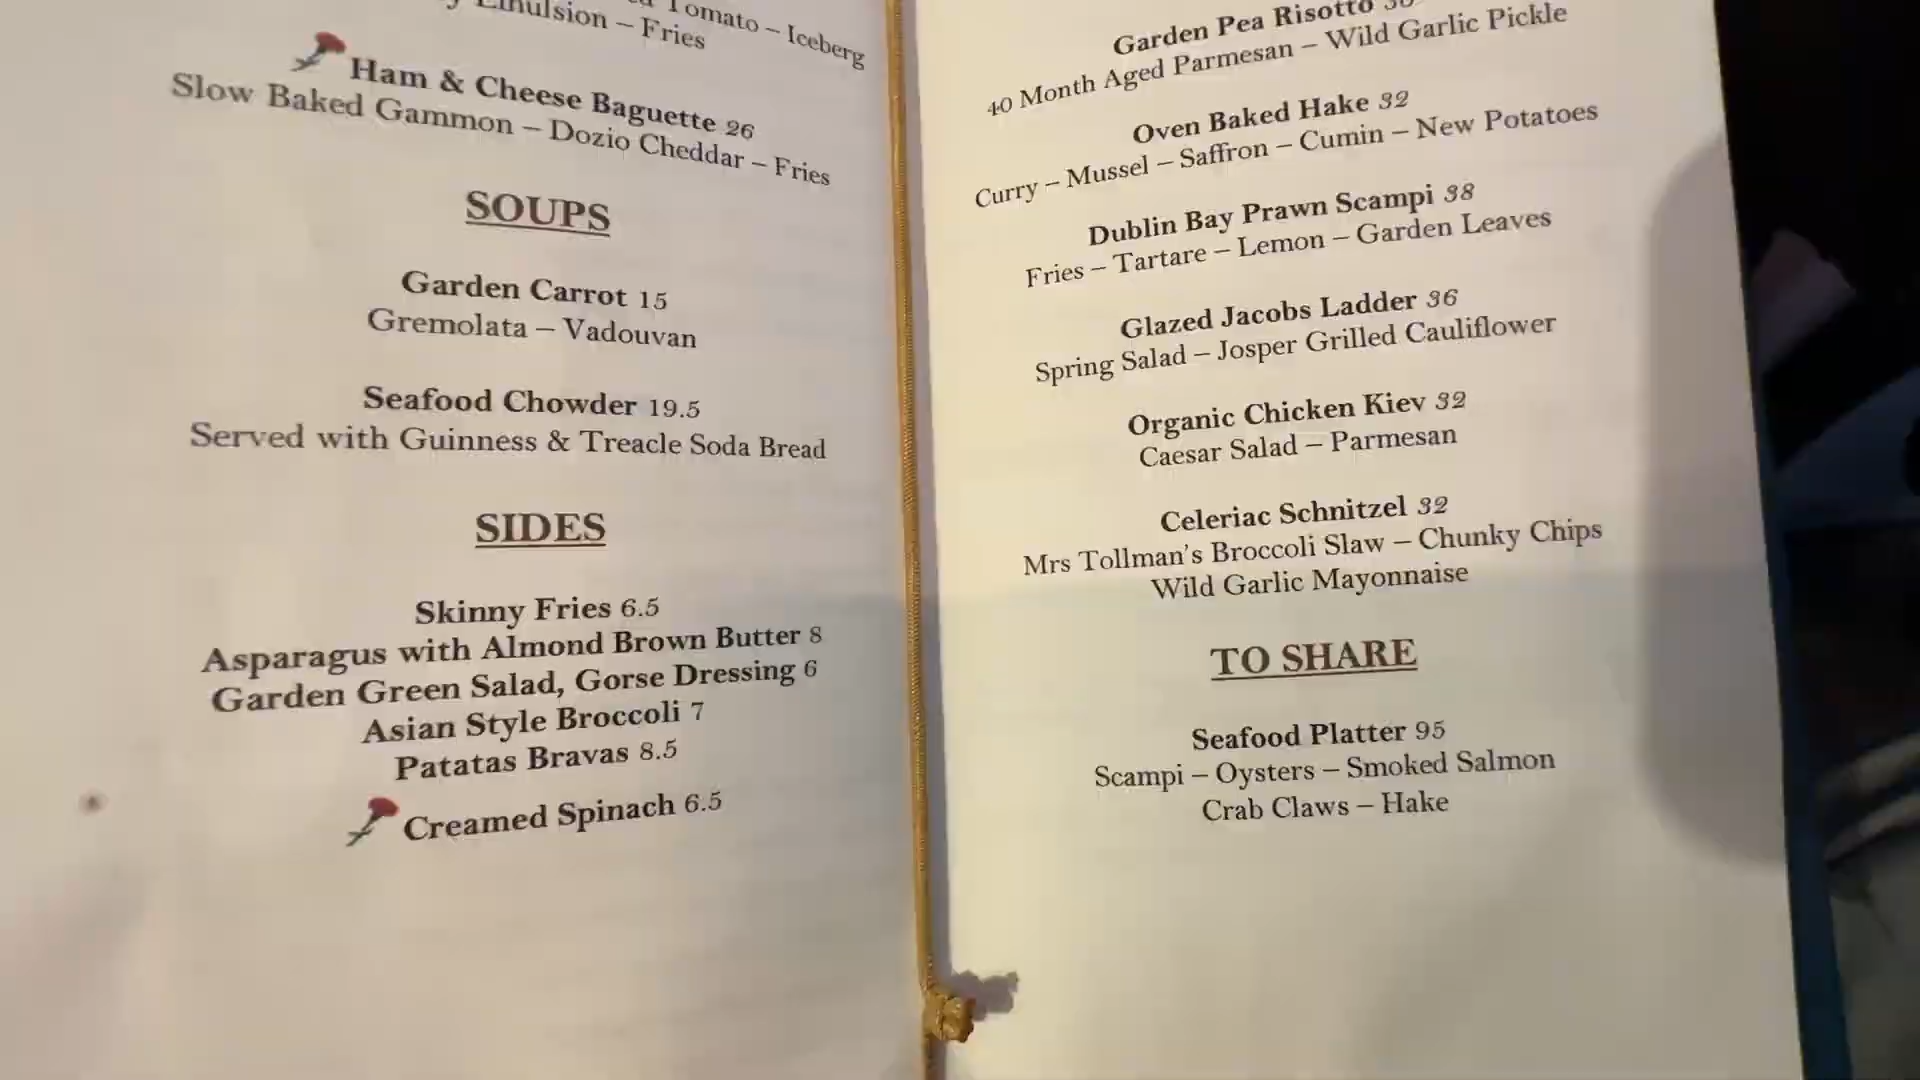 Tomato – Iceberg
Emulsion – Fries
Ham & Cheese Baguette 26
Slow Baked Gammon – Dozio Cheddar – Fries
SOUPS
Garden Carrot 15
Gremolata – Vadouvan
Seafood Chowder 19.5
Served with Guinness & Treacle Soda Bread
SIDES
Skinny Fries 6.5
Asparagus with Almond Brown Butter 8
Garden Green Salad, Gorse Dressing 6
Asian Style Broccoli 7
Patatas Bravas 8.5
Creamed Spinach 6.5
Garden Pea Risotto
40 Month Aged Parmesan – Wild Garlic Pickle
Oven Baked Hake 32
Curry – Mussel – Saffron – Cumin – New Potatoes
Dublin Bay Prawn Scampi 38
Fries – Tartare – Lemon – Garden Leaves
Glazed Jacobs Ladder 36
Spring Salad – Josper Grilled Cauliflower
Organic Chicken Kiev 32
Caesar Salad – Parmesan
Celeriac Schnitzel 32
Mrs Tollman's Broccoli Slaw – Chunky Chips
Wild Garlic Mayonnaise
TO SHARE
Seafood Platter 95
Scampi – Oysters – Smoked Salmon
Crab Claws – Hake